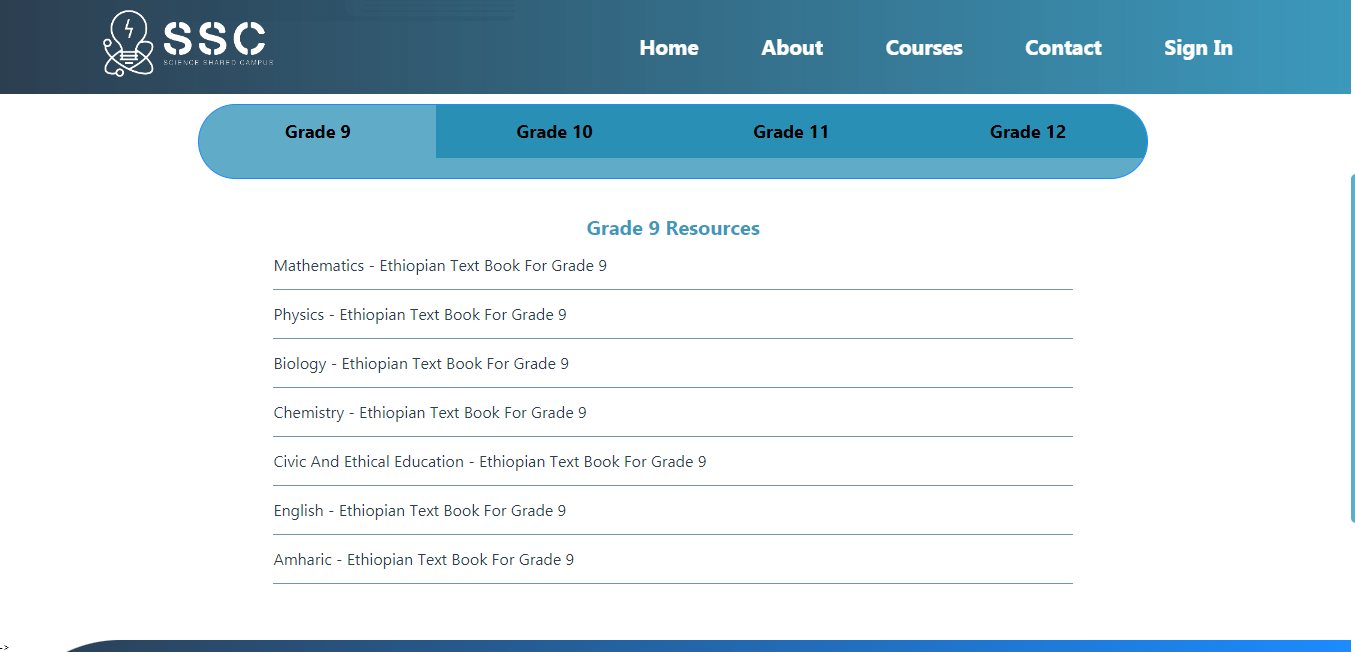 SSC
SCIENCE SHARED CAMPUS
Home About Courses Contact Sign In
Grade 9 Grade 10 Grade 11 Grade 12
Grade 9 Resources
Mathematics - Ethiopian Text Book For Grade 9
Physics - Ethiopian Text Book For Grade 9
Biology - Ethiopian Text Book For Grade 9
Chemistry - Ethiopian Text Book For Grade 9
Civic And Ethical Education - Ethiopian Text Book For Grade 9
English - Ethiopian Text Book For Grade 9
Amharic - Ethiopian Text Book For Grade 9
->